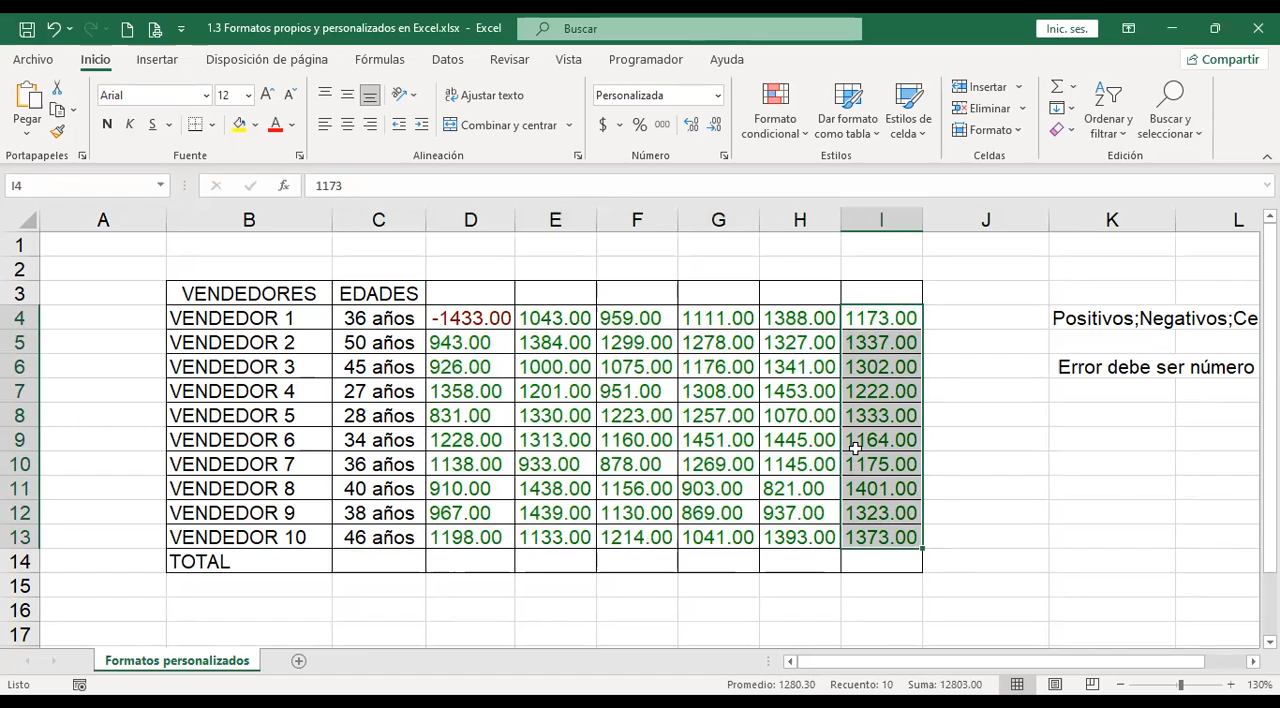 1.3 Formatos propios y personalizados en Excel.xlsx - Excel
Buscar
Inic. ses.
Archivo Inicio Insertar Disposición de página Fórmulas Datos Revisar Vista Programador Ayuda
Compartir
Pegar
Arial 12
N K S
Ajustar texto
Combinar y centrar
Personalizada
$ % 000
Formato condicional
Dar formato como tabla
Estilos de celda
Insertar
Eliminar
Formato
Ordenar y filtrar
Buscar y seleccionar
Portapapeles Fuente Alineación Número Estilos Celdas Edición
I4 fx 1173
A B C D E F G H I J K L
1
2
3 VENDEDORES EDADES
4 VENDEDOR 1 36 años -1433.00 1043.00 959.00 1111.00 1388.00 1173.00 Positivos;Negativos;Ce
5 VENDEDOR 2 50 años 943.00 1384.00 1299.00 1278.00 1327.00 1337.00
6 VENDEDOR 3 45 años 926.00 1000.00 1075.00 1176.00 1341.00 1302.00 Error debe ser número
7 VENDEDOR 4 27 años 1358.00 1201.00 951.00 1308.00 1453.00 1222.00
8 VENDEDOR 5 28 años 831.00 1330.00 1223.00 1257.00 1070.00 1333.00
9 VENDEDOR 6 34 años 1228.00 1313.00 1160.00 1451.00 1445.00 1164.00
10 VENDEDOR 7 36 años 1138.00 933.00 878.00 1269.00 1145.00 1175.00
11 VENDEDOR 8 40 años 910.00 1438.00 1156.00 903.00 821.00 1401.00
12 VENDEDOR 9 38 años 967.00 1439.00 1130.00 869.00 937.00 1323.00
13 VENDEDOR 10 46 años 1198.00 1133.00 1214.00 1041.00 1393.00 1373.00
14 TOTAL
15
16
17
Formatos personalizados
Listo Promedio: 1280.30 Recuento: 10 Suma: 12803.00 130%